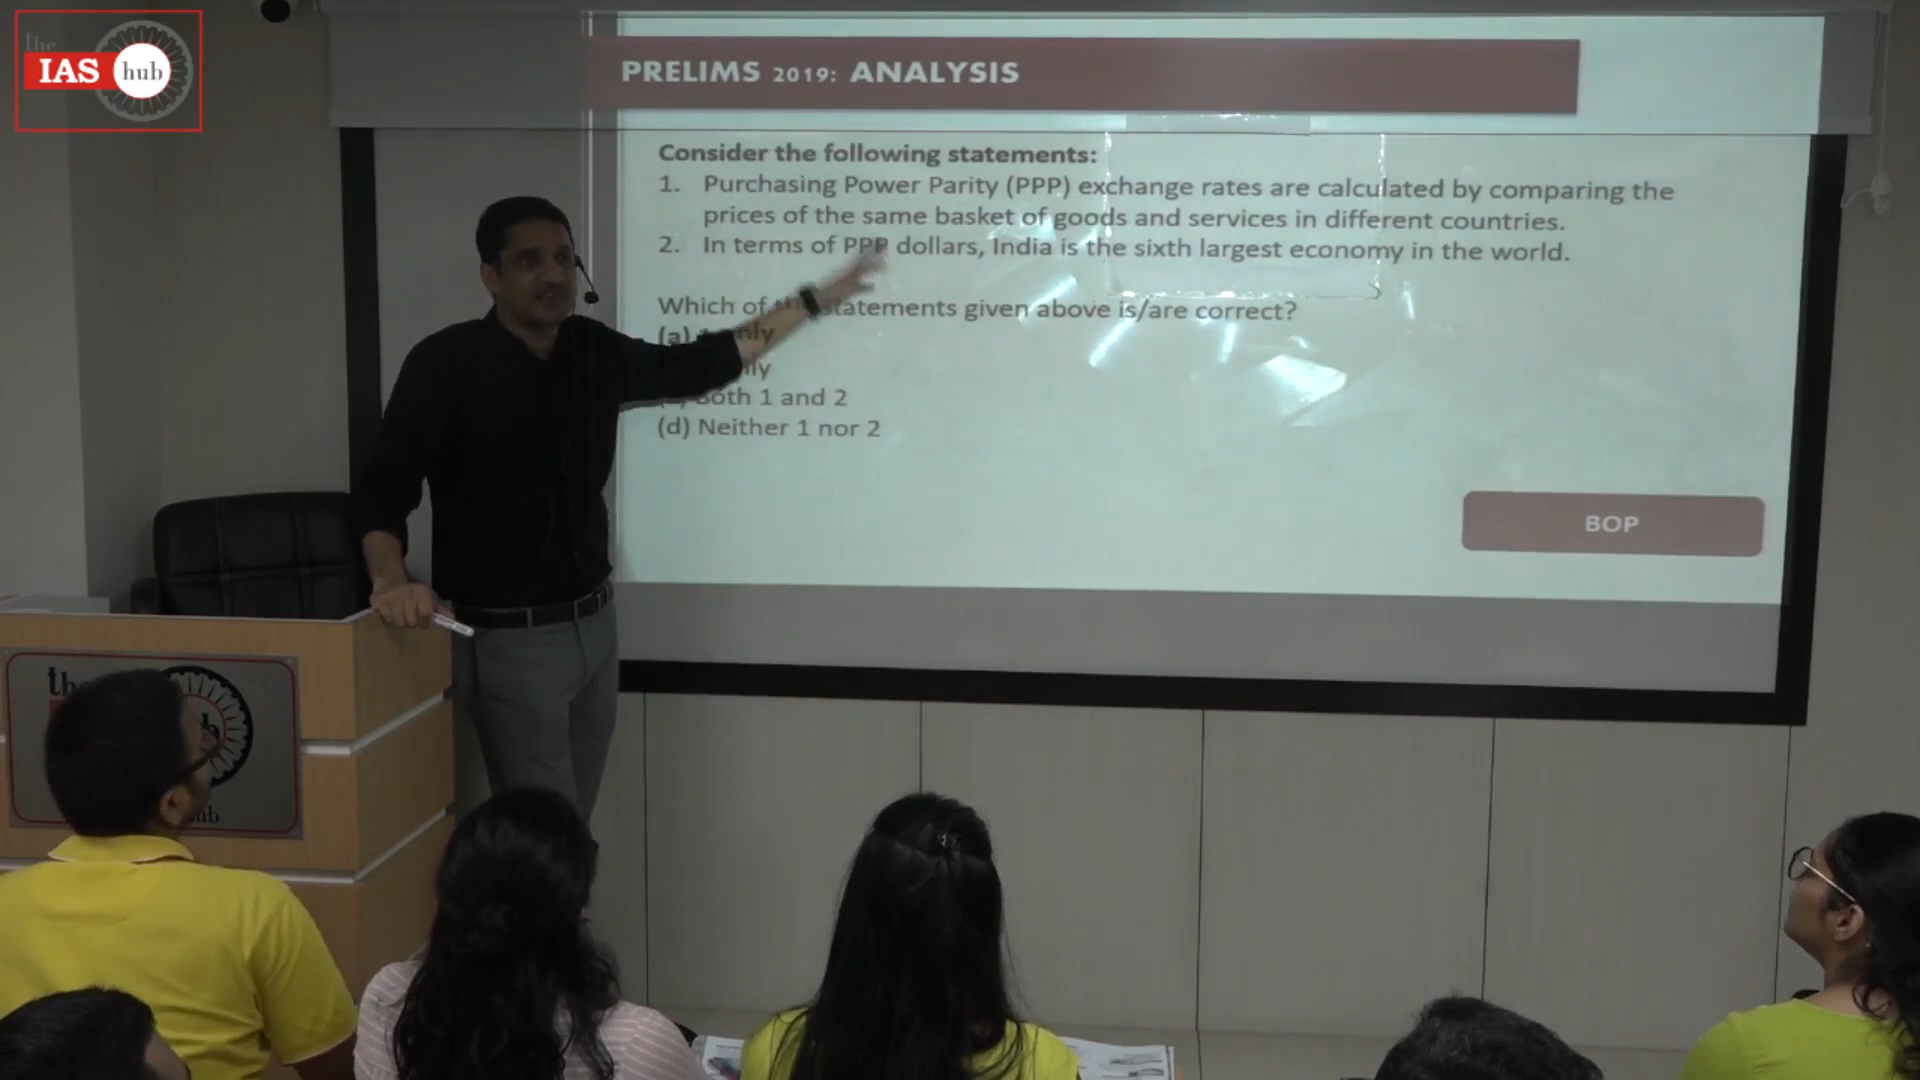 the
IAS hub
PRELIMS 2019: ANALYSIS
Consider the following statements:
1. Purchasing Power Parity (PPP) exchange rates are calculated by comparing the
prices of the same basket of goods and services in different countries.
2. In terms of PPP dollars, India is the sixth largest economy in the world.
Which of statements given above is/are correct?
(a)
Both 1 and 2
(d) Neither 1 nor 2
BOP